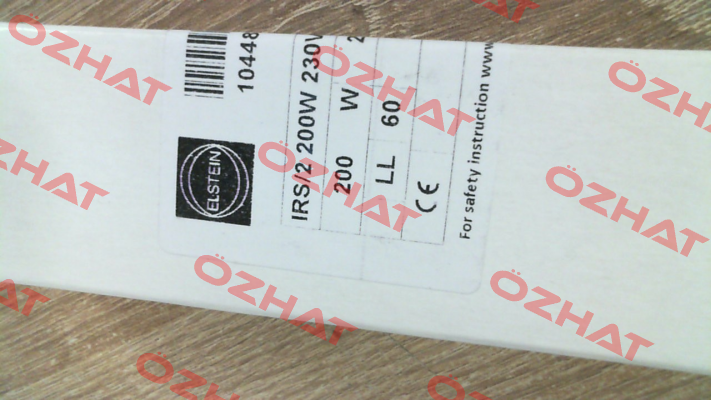 10448
ELSTEIN
IRS/2 200W 230V
200 W 2
LL 60
CE
For safety instruction www
ÖZHAT
ÖZHAT
ÖZHAT
ÖZHAT
ÖZHAT
ÖZHAT
ÖZHAT
ÖZHAT
ÖZHAT
ÖZHAT